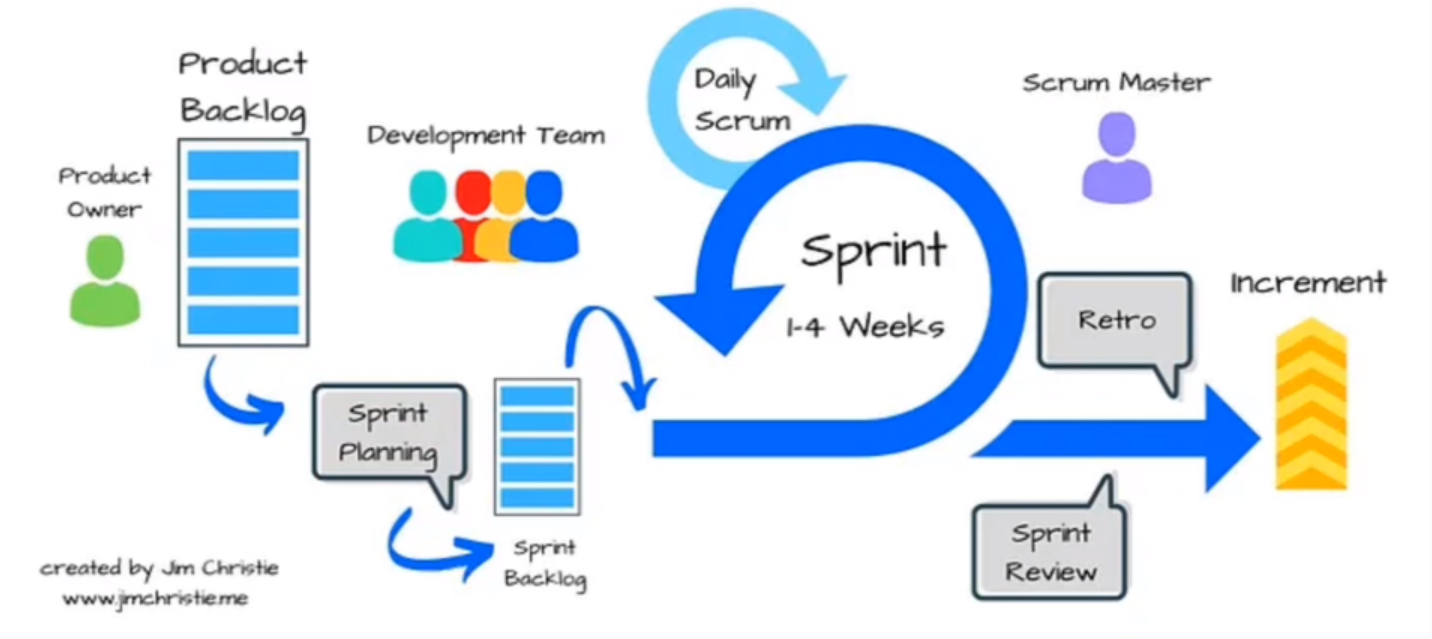 Product
Backlog
Product
Owner
Development Team
Daily
Scrum
Scrum Master
Sprint
1-4 Weeks
Retro
Increment
Sprint
Planning
Sprint
Backlog
Sprint
Review
created by Jim Christie
www.jimchristie.me